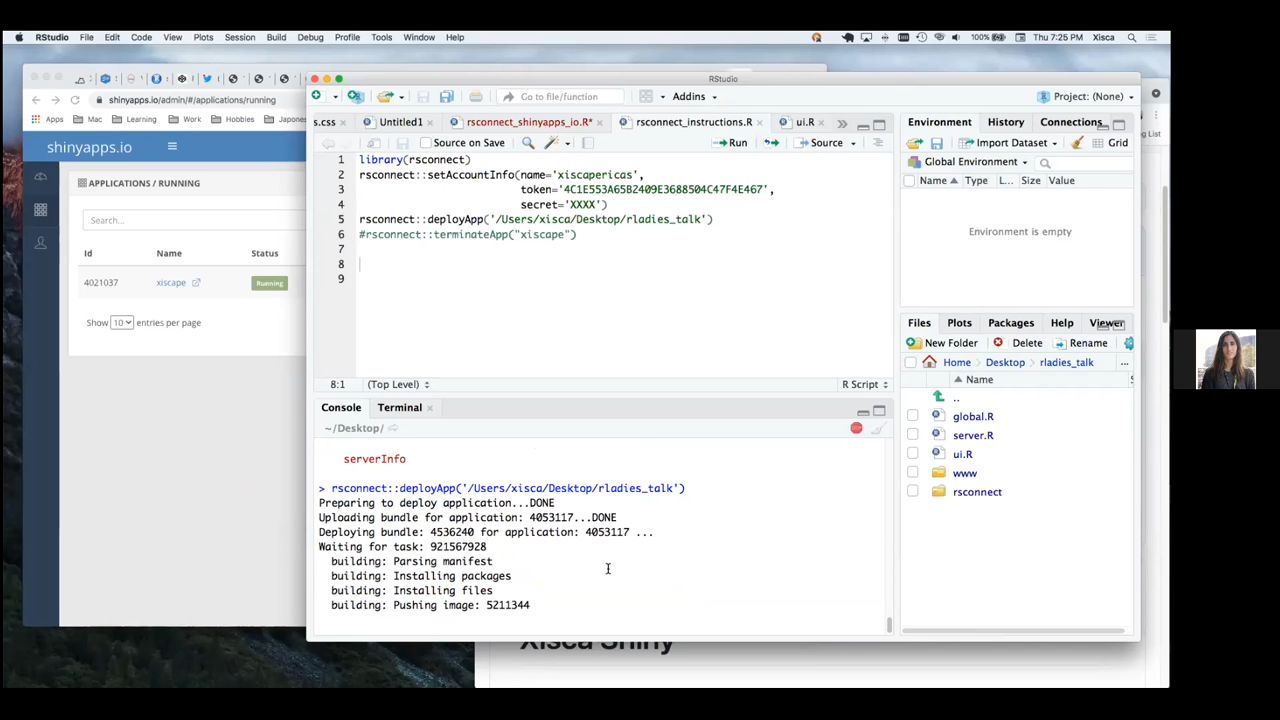 RStudio File Edit Code View Plots Session Build Debug Profile Tools Window Help 100% Thu 7:25 PM Xisca
RStudio
shinyapps.io/admin/#/applications/running
Go to file/function Addins Project: (None)
Apps Mac Learning Work Hobbies Japones
ing List
s.css Untitled1 rsconnect_shinyapps_io.R* rsconnect_instructions.R ui.R
Source on Save Run Source
Environment History Connections
Import Dataset Grid
Global Environment
Name Type L... Size Value
Environment is empty
shinyapps.io
APPLICATIONS / RUNNING
Search...
Id Name Status
4021037 xiscape Running
Show 10 entries per page
1 library(rsconnect)
2 rsconnect::setAccountInfo(name='xiscapericas',
3 token='4C1E553A65B2409E3688504C47F4E467',
4 secret='XXXX')
5 rsconnect::deployApp('/Users/xisca/Desktop/rladies_talk')
6 #rsconnect::terminateApp("xiscape")
7
8
9
8:1 (Top Level) R Script
Files Plots Packages Help Viewer
New Folder Delete Rename
Home Desktop rladies_talk ...
Name
..
global.R
server.R
ui.R
www
rsconnect
Console Terminal
~/Desktop/
serverInfo
> rsconnect::deployApp('/Users/xisca/Desktop/rladies_talk')
Preparing to deploy application...DONE
Uploading bundle for application: 4053117...DONE
Deploying bundle: 4536240 for application: 4053117 ...
Waiting for task: 921567928
building: Parsing manifest
building: Installing packages
building: Installing files
building: Pushing image: 5211344
Xisca Shiny